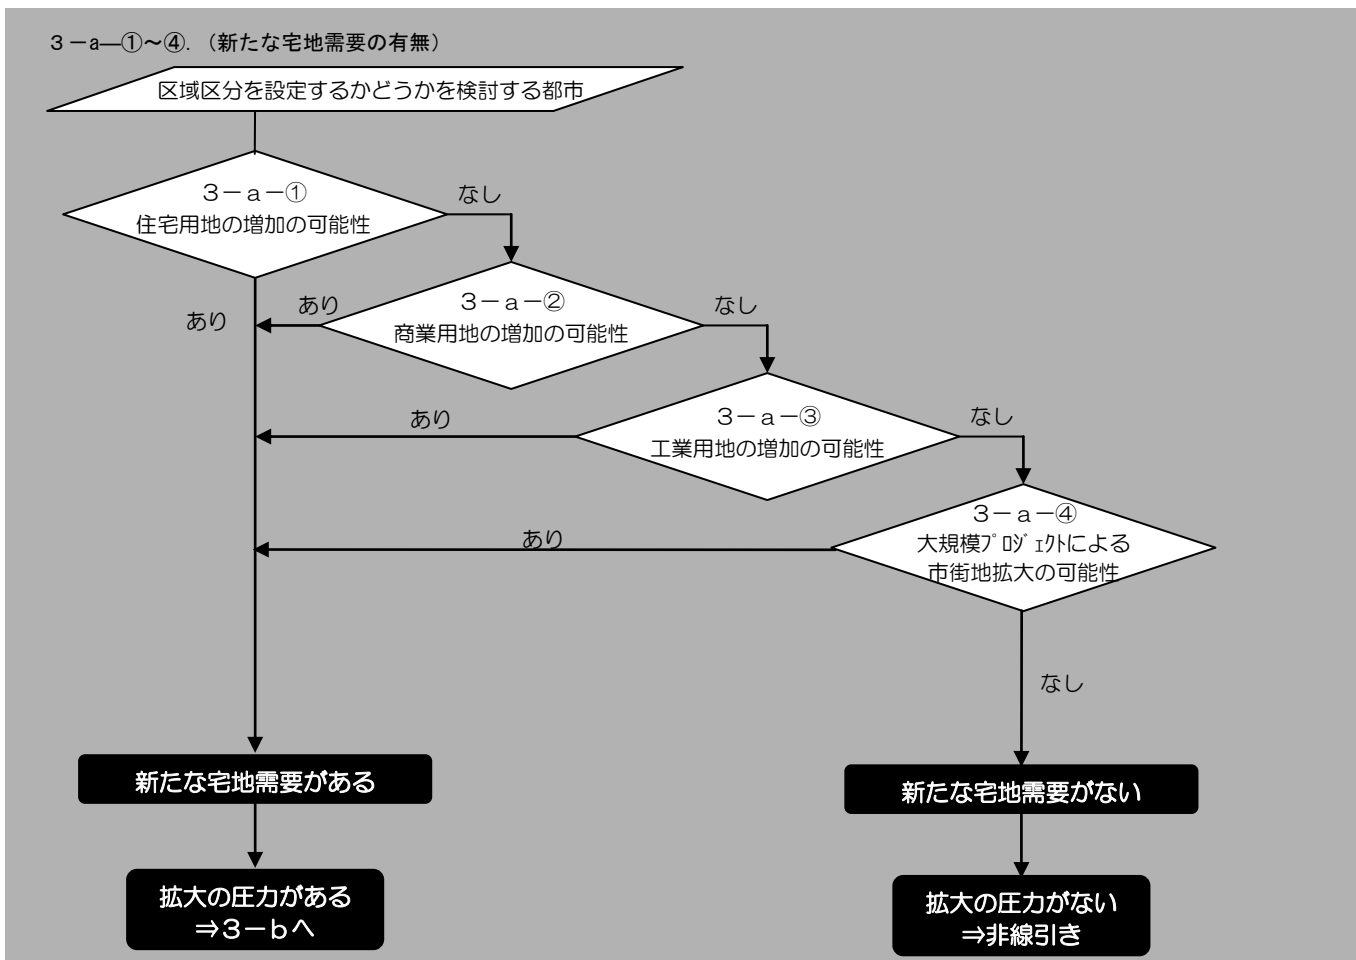 ３－a―①～④.（新たな宅地需要の有無）
区域区分を設定するかどうかを検討する都市
３－ａ－①
住宅用地の増加の可能性
なし
あり
３－ａ－②
商業用地の増加の可能性
なし
あり
３－ａ－③
工業用地の増加の可能性
なし
あり
３－ａ－④
大規模ﾌﾟﾛｼﾞｪｸﾄによる
市街地拡大の可能性
あり
なし
新たな宅地需要がある
新たな宅地需要がない
拡大の圧力がある
⇒３－ｂへ
拡大の圧力がない
⇒非線引き